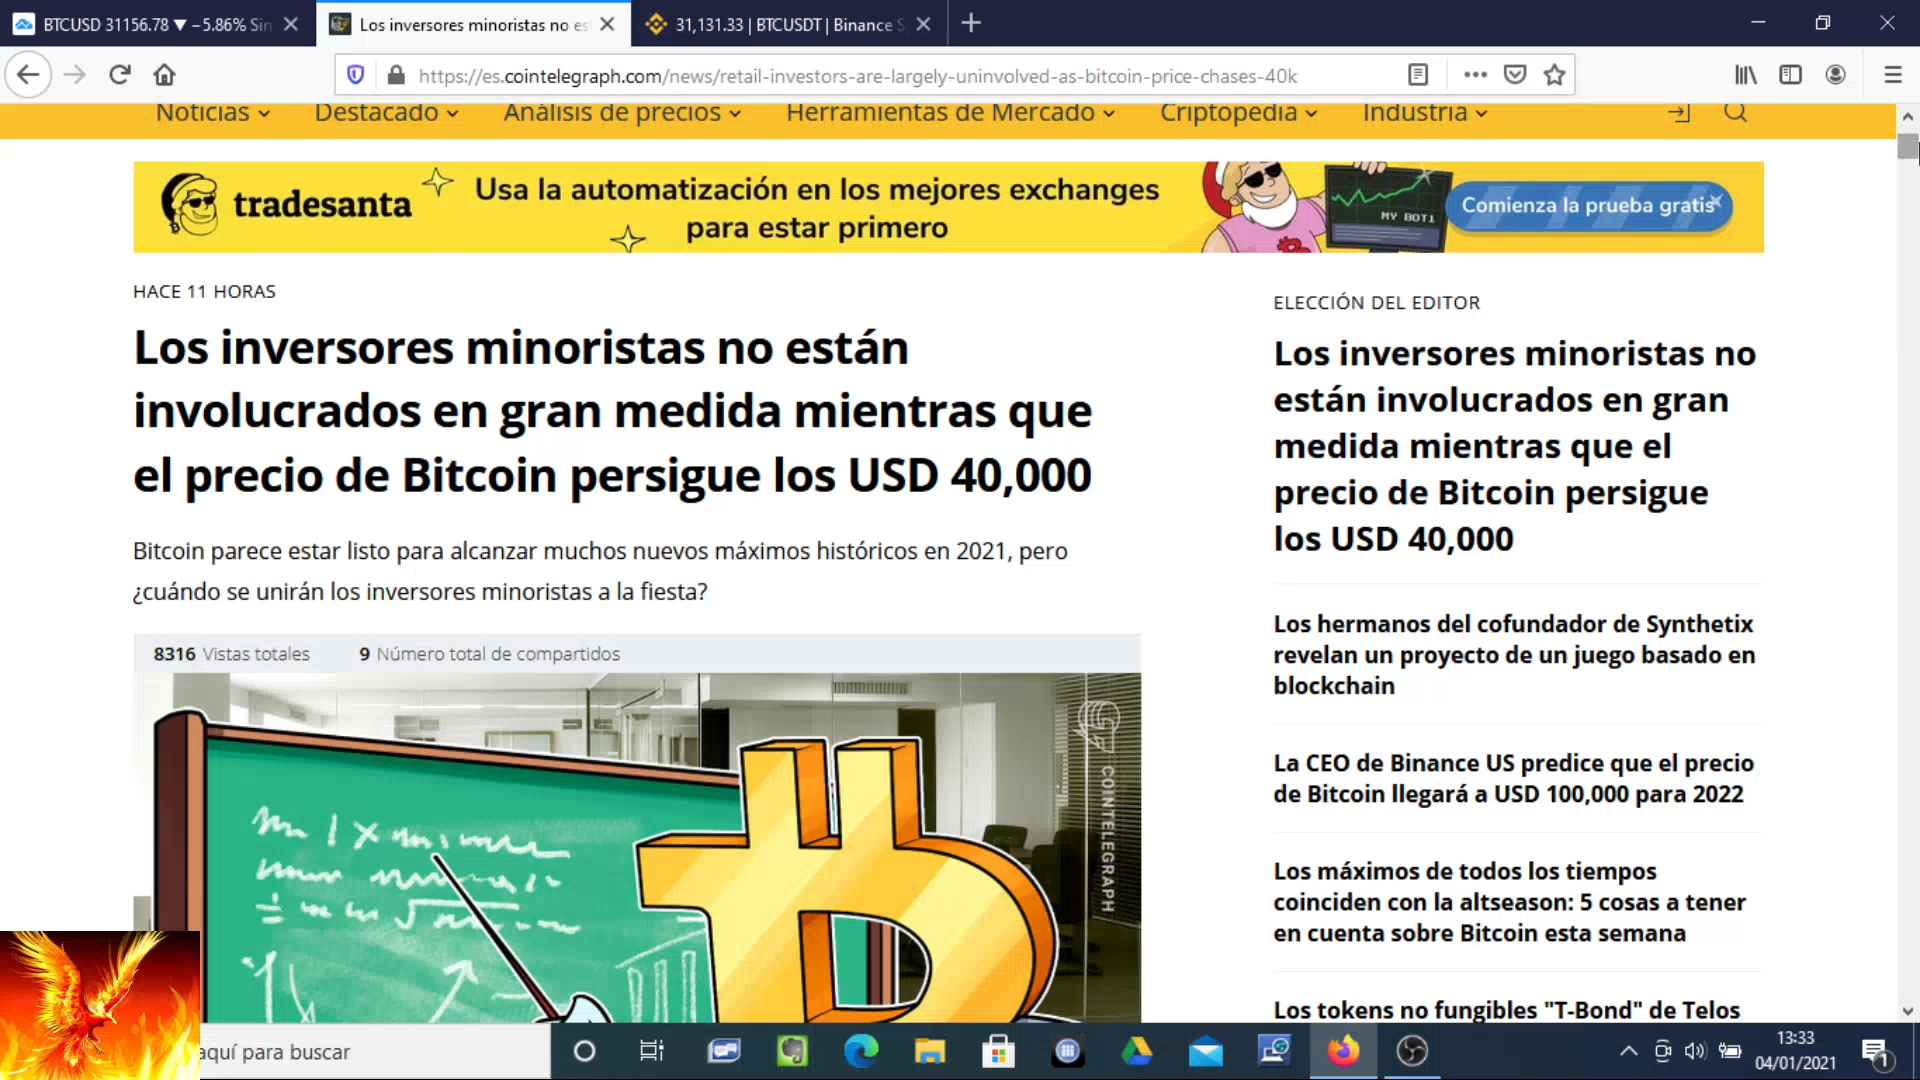 BTCUSD 31156.78 ▼ −5.86% Sin
Los inversores minoristas no es
31,131.33 | BTCUSDT | Binance S
https://es.cointelegraph.com/news/retail-investors-are-largely-uninvolved-as-bitcoin-price-chases-40k
Noticias Destacado Análisis de precios Herramientas de Mercado Criptopedia Industria
tradesanta
Usa la automatización en los mejores exchanges
para estar primero
MY BOT1
Comienza la prueba gratis
HACE 11 HORAS
Los inversores minoristas no están
involucrados en gran medida mientras que
el precio de Bitcoin persigue los USD 40,000
Bitcoin parece estar listo para alcanzar muchos nuevos máximos históricos en 2021, pero
¿cuándo se unirán los inversores minoristas a la fiesta?
8316 Vistas totales 9 Número total de compartidos
COINTELEGRAPH
ELECCIÓN DEL EDITOR
Los inversores minoristas no
están involucrados en gran
medida mientras que el
precio de Bitcoin persigue
los USD 40,000
Los hermanos del cofundador de Synthetix
revelan un proyecto de un juego basado en
blockchain
La CEO de Binance US predice que el precio
de Bitcoin llegará a USD 100,000 para 2022
Los máximos de todos los tiempos
coinciden con la altseason: 5 cosas a tener
en cuenta sobre Bitcoin esta semana
Los tokens no fungibles "T-Bond" de Telos
aquí para buscar
13:33
04/01/2021
1